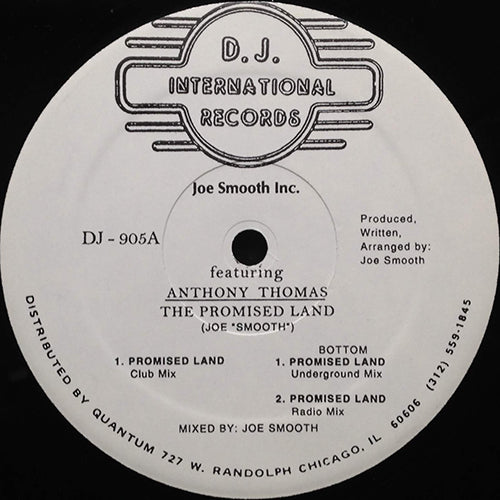 D.J.
INTERNATIONAL
RECORDS
Joe Smooth Inc.
DJ - 905A
Produced,
Written,
Arranged by:
Joe Smooth
featuring
ANTHONY THOMAS
THE PROMISED LAND
(JOE "SMOOTH")
1. PROMISED LAND
Club Mix
BOTTOM
1. PROMISED LAND
Underground Mix
2. PROMISED LAND
Radio Mix
MIXED BY: JOE SMOOTH
DISTRIBUTED BY QUANTUM 727 W. RANDOLPH CHICAGO, IL 60606 (312) 559-1845